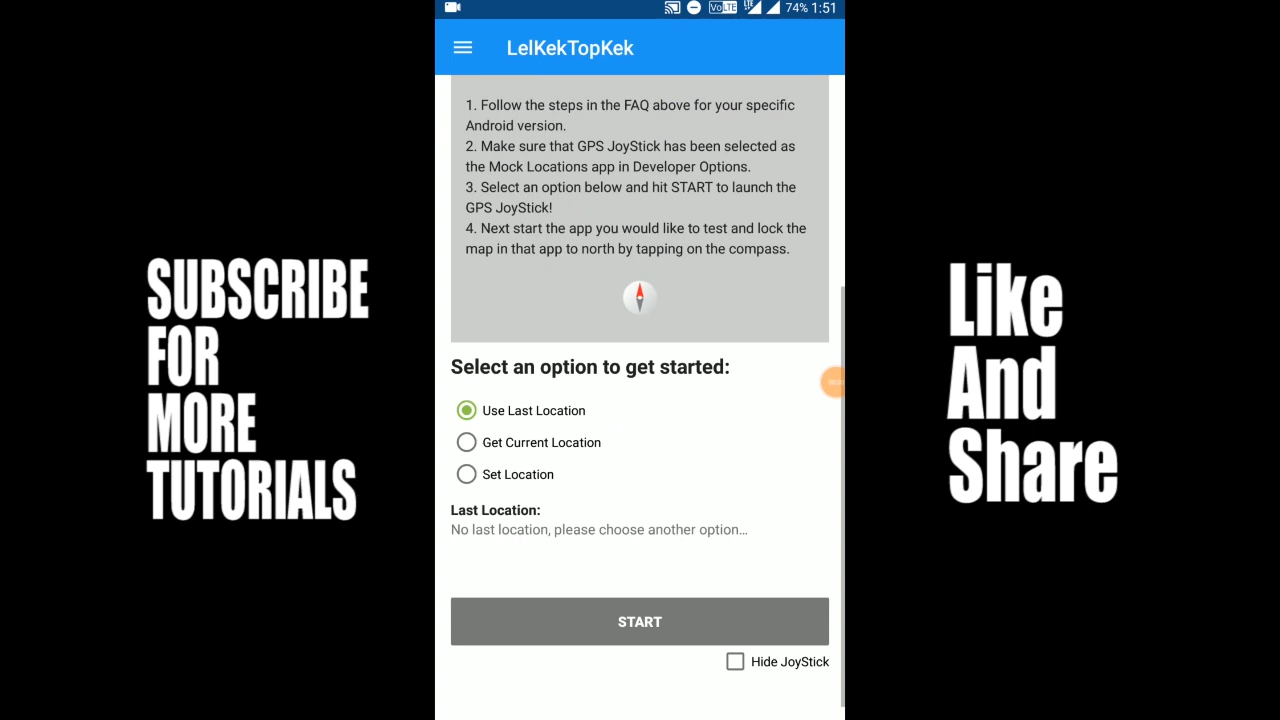 VoLTE LTE 74% 1:51
LelKekTopKek
1. Follow the steps in the FAQ above for your specific
Android version.
2. Make sure that GPS JoyStick has been selected as
the Mock Locations app in Developer Options.
3. Select an option below and hit START to launch the
GPS JoyStick!
4. Next start the app you would like to test and lock the
map in that app to north by tapping on the compass.
Select an option to get started:
Use Last Location
Get Current Location
Set Location
Last Location:
No last location, please choose another option…
START
Hide JoyStick
SUBSCRIBE
FOR
MORE
TUTORIALS
Like
And
Share